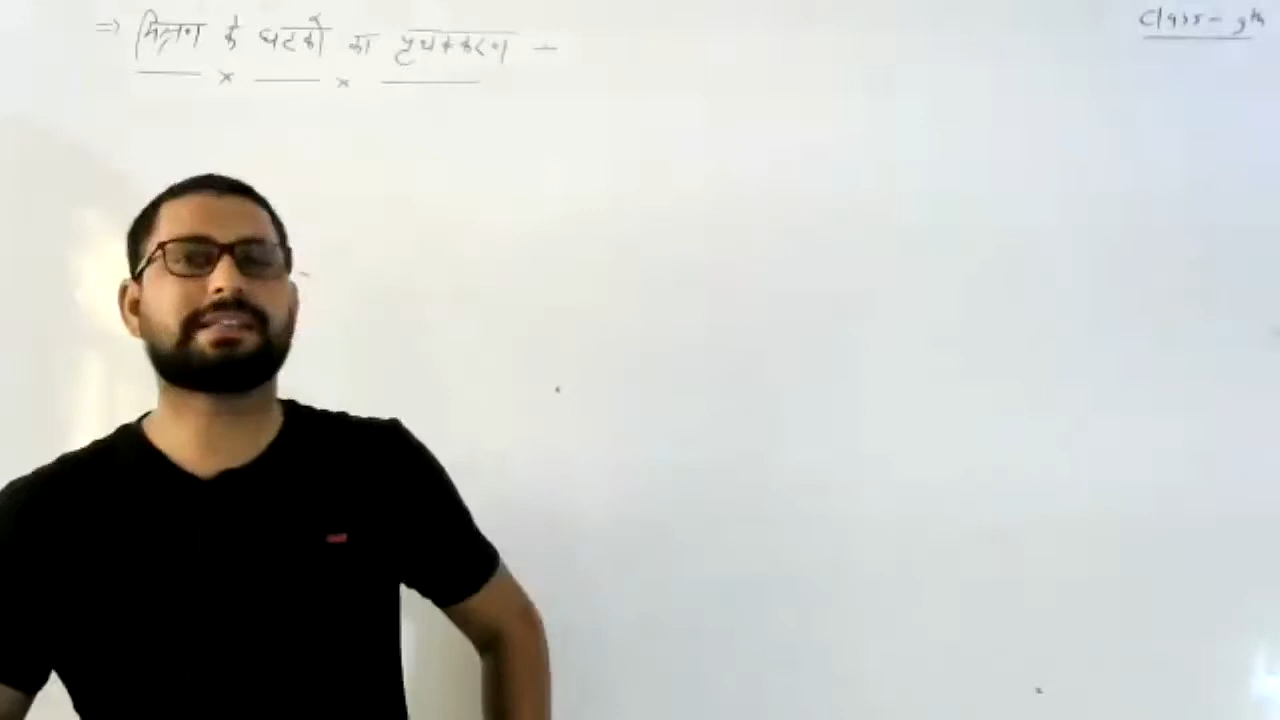 ⇒ मिश्रण के घटकों का पृथक्करण –
Class - 9th